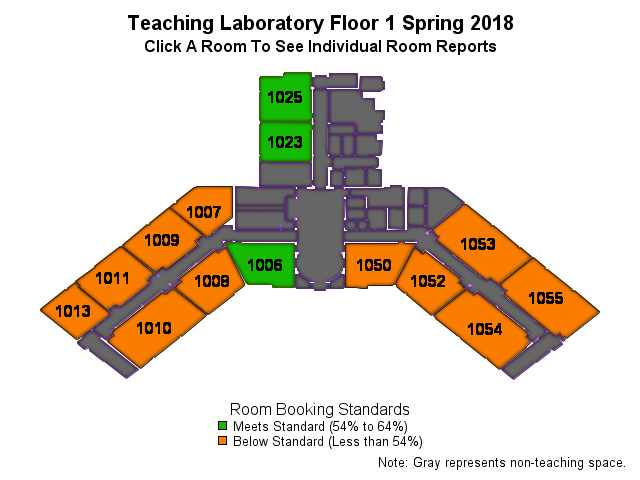 Teaching Laboratory Floor 1 Spring 2018
Click A Room To See Individual Room Reports
1025
1023
1007
1009
1053
1011
1008
1006
1050
1052
1055
1013
1010
1054
Room Booking Standards
Meets Standard (54% to 64%)
Below Standard (Less than 54%)
Note: Gray represents non-teaching space.